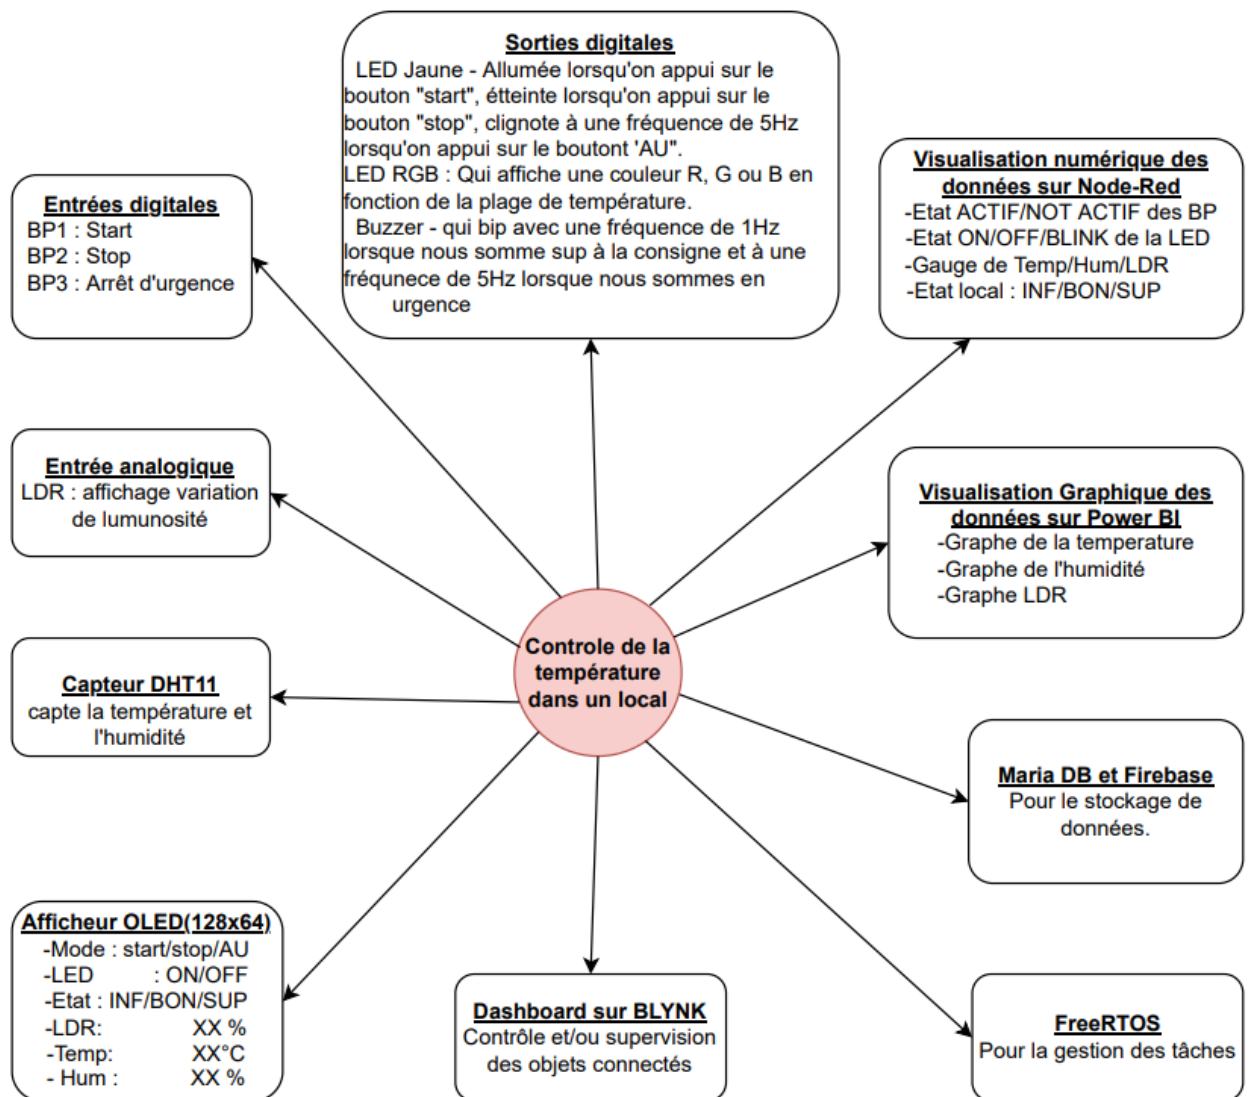 Sorties digitales
LED Jaune - Allumée lorsqu'on appui sur le
bouton "start", étteinte lorsqu'on appui sur le
bouton "stop", clignote à une fréquence de 5Hz
lorsqu'on appui sur le boutont 'AU".
LED RGB : Qui affiche une couleur R, G ou B en
fonction de la plage de température.
Buzzer - qui bip avec une fréquence de 1Hz
lorsque nous somme sup à la consigne et à une
fréqunece de 5Hz lorsque nous sommes en
urgence
Visualisation numérique des
données sur Node-Red
-Etat ACTIF/NOT ACTIF des BP
-Etat ON/OFF/BLINK de la LED
-Gauge de Temp/Hum/LDR
-Etat local : INF/BON/SUP
Entrées digitales
BP1 : Start
BP2 : Stop
BP3 : Arrêt d'urgence
Entrée analogique
LDR : affichage variation
de lumunosité
Visualisation Graphique des
données sur Power BI
-Graphe de la temperature
-Graphe de l'humidité
-Graphe LDR
Controle de la
température
dans un local
Capteur DHT11
capte la température et
l'humidité
Maria DB et Firebase
Pour le stockage de
données.
Afficheur OLED(128x64)
-Mode : start/stop/AU
-LED : ON/OFF
-Etat : INF/BON/SUP
-LDR: XX %
-Temp: XX°C
- Hum : XX %
Dashboard sur BLYNK
Contrôle et/ou supervision
des objets connectés
FreeRTOS
Pour la gestion des tâches